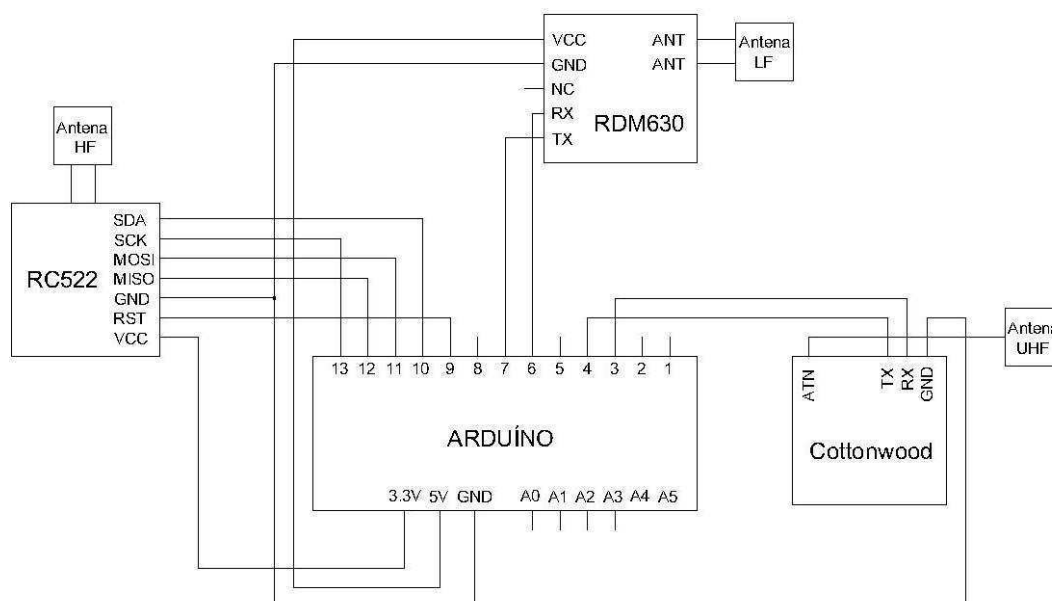 VCC ANT
GND ANT
NC
RX
TX
RDM630
Antena
LF
Antena
HF
SDA
SCK
MOSI
MISO
GND
RST
VCC
RC522
13 12 11 10 9 8 7 6 5 4 3 2 1
ARDUÍNO
3.3V 5V GND A0 A1 A2 A3 A4 A5
Antena
UHF
ATN TX RX GND
Cottonwood